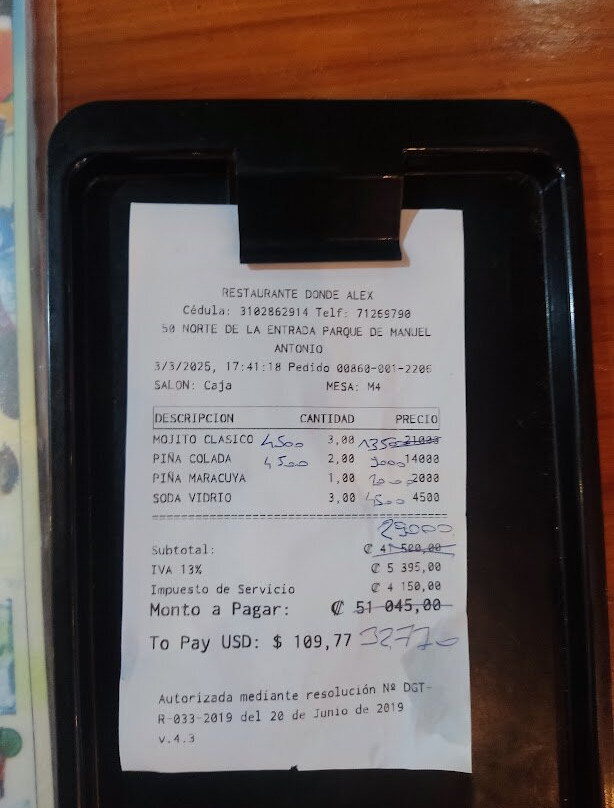 RESTAURANTE DONDE ALEX
Cédula: 3102862914 Telf: 71269790
50 NORTE DE LA ENTRADA PARQUE DE MANUEL
ANTONIO
3/3/2025, 17:41:18 Pedido 00860-001-2206
SALON: Caja MESA: M4
DESCRIPCION CANTIDAD PRECIO
MOJITO CLASICO 4500 3,00 13500 21000
PIÑA COLADA 4500 2,00 9000 14000
PIÑA MARACUYA 1,00 2000 2000
SODA VIDRIO 3,00 4500 4500
29000
Subtotal: ₡ 41 500,00
IVA 13% ₡ 5 395,00
Impuesto de Servicio ₡ 4 150,00
Monto a Pagar: ₡ 51 045,00
To Pay USD: $ 109,77 32770
Autorizada mediante resolución Nº DGT-
R-033-2019 del 20 de Junio de 2019
v.4.3